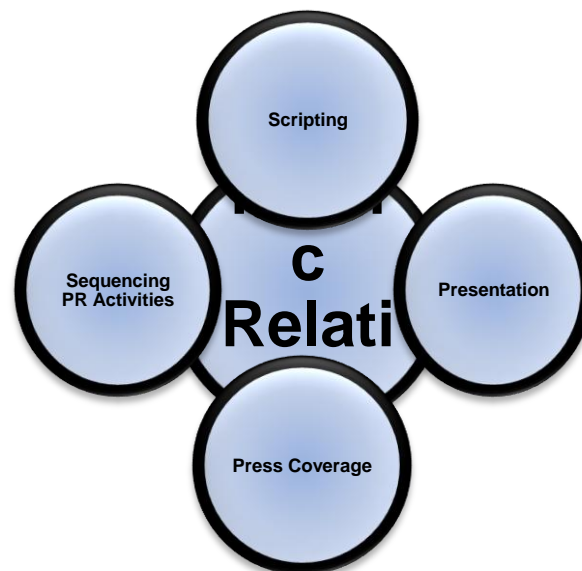 Scripting
c
Relati
Sequencing
PR Activities
Presentation
Press Coverage